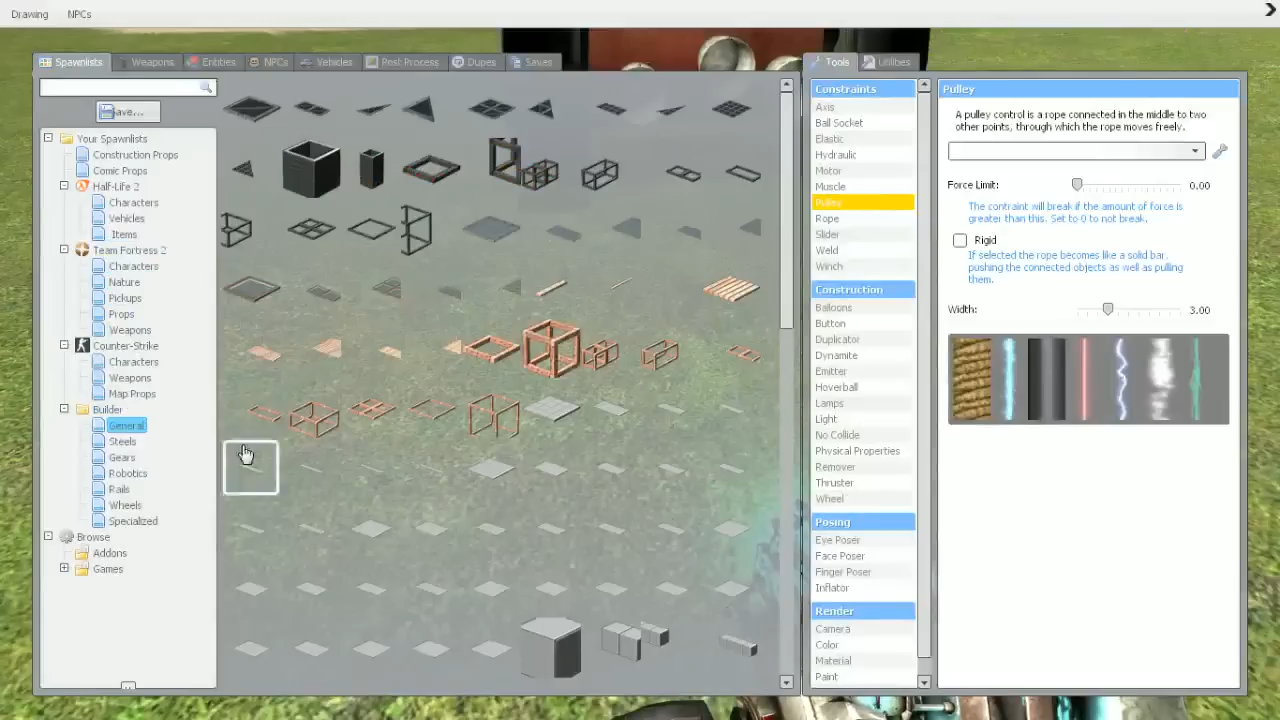 Drawing NPCs
Spawnlists Weapons Entities NPCs Vehicles Post Process Dupes Saves
Save...
Your Spawnlists
Construction Props
Comic Props
Half-Life 2
Characters
Vehicles
Items
Team Fortress 2
Characters
Nature
Pickups
Props
Weapons
Counter-Strike
Characters
Weapons
Map Props
Builder
General
Steels
Gears
Robotics
Rails
Wheels
Specialized
Browse
Addons
Games
Tools Utilities
Constraints
Axis
Ball Socket
Elastic
Hydraulic
Motor
Muscle
Pulley
Rope
Slider
Weld
Winch
Construction
Balloons
Button
Duplicator
Dynamite
Emitter
Hoverball
Lamps
Light
No Collide
Physical Properties
Remover
Thruster
Wheel
Posing
Eye Poser
Face Poser
Finger Poser
Inflator
Render
Camera
Color
Material
Paint
Pulley
A pulley control is a rope connected in the middle to two
other points, through which the rope moves freely.
Force Limit: 0.00
The contraint will break if the amount of force is
greater than this. Set to 0 to not break.
Rigid
If selected the rope becomes like a solid bar,
pushing the connected objects as well as pulling
them.
Width: 3.00